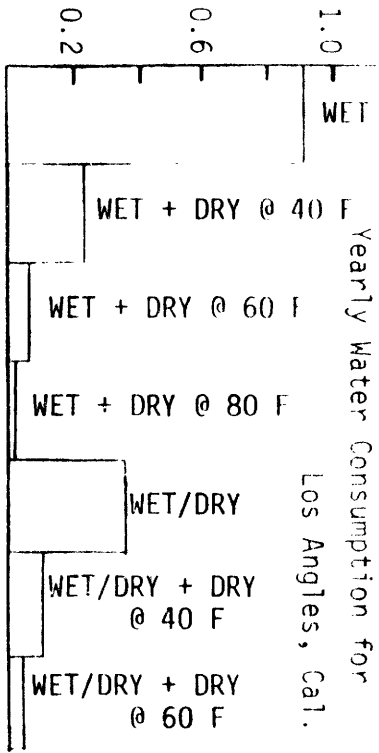 0.2
0.6
1.0
WET
WET + DRY @ 40 F
WET + DRY @ 60 F
WET + DRY @ 80 F
WET/DRY
WET/DRY + DRY
@ 40 F
WET/DRY + DRY
@ 60 F
Yearly Water Consumption for
Los Angles, Cal.